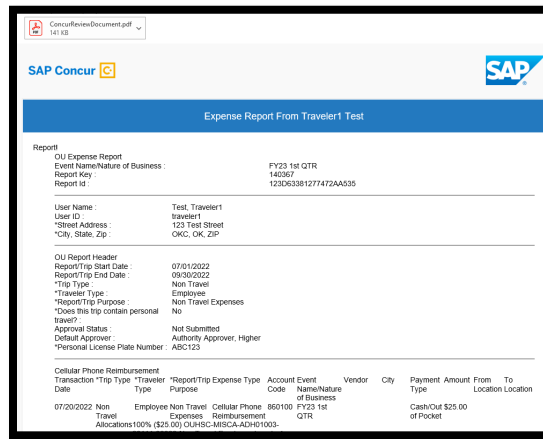 ConcurReviewDocument.pdf
141 KB
SAP Concur C
SAP
Expense Report From Traveler1 Test
Report!
OU Expense Report
Event Name/Nature of Business : FY23 1st QTR
Report Key : 140367
Report Id : 123D63381277472AA535
User Name : Test, Traveler1
User ID : traveler1
*Street Address : 123 Test Street
*City, State, Zip : OKC, OK, ZIP
OU Report Header
Report/Trip Start Date : 07/01/2022
Report/Trip End Date : 09/30/2022
*Trip Type : Non Travel
*Traveler Type : Employee
*Report/Trip Purpose : Non Travel Expenses
*Does this trip contain personal No
travel? :
Approval Status : Not Submitted
Default Approver : Authority Approver, Higher
*Personal License Plate Number : ABC123
Cellular Phone Reimbursement
Transaction *Trip Type *Traveler *Report/Trip Expense Type Account Event Vendor City Payment Amount From To
Date Type Purpose Code Name/Nature Type Location Location
of Business
07/20/2022 Non Employee Non Travel Cellular Phone 860100 FY23 1st Cash/Out $25.00
Travel Expenses Reimbursement QTR of Pocket
Allocations100% ($25.00) OUHSC-MISCA-ADH01003-